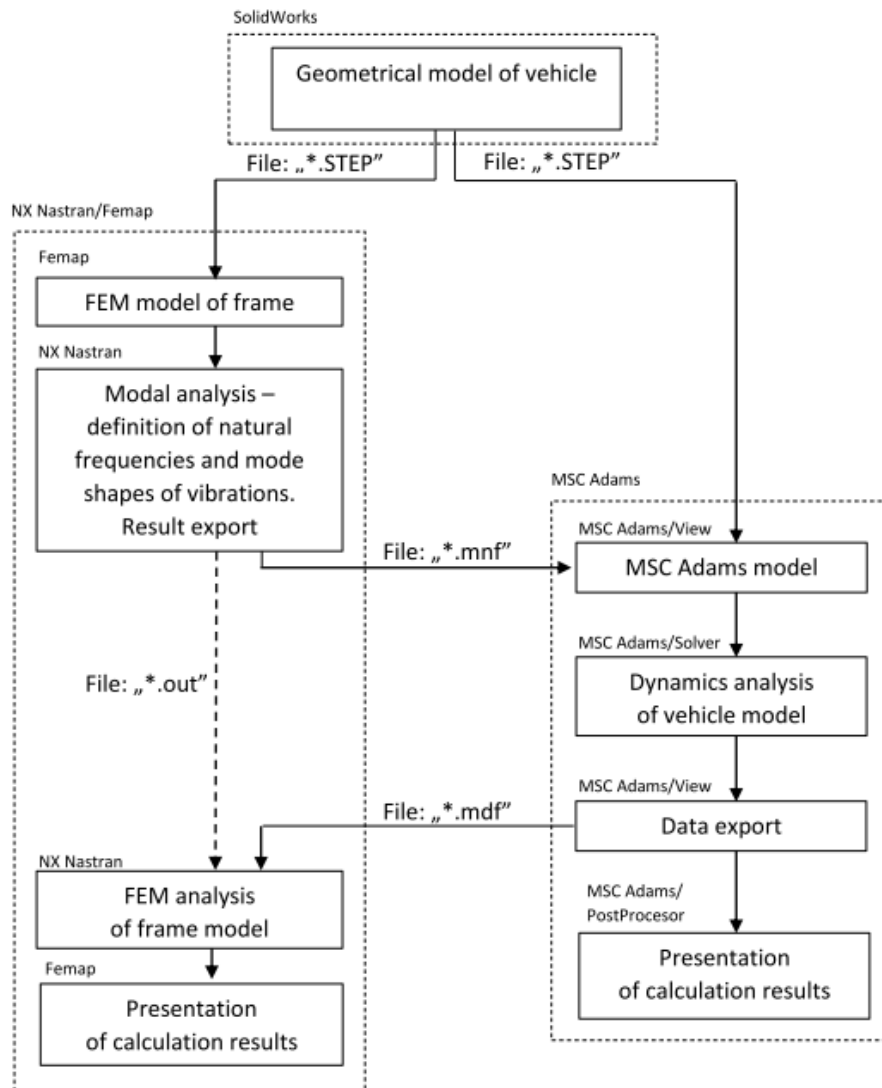 SolidWorks
Geometrical model of vehicle
File: „*.STEP”
File: „*.STEP”
NX Nastran/Femap
Femap
FEM model of frame
NX Nastran
Modal analysis –
definition of natural
frequencies and mode
shapes of vibrations.
Result export
MSC Adams
MSC Adams/View
File: „*.mnf”
MSC Adams model
MSC Adams/Solver
File: „*.out”
Dynamics analysis
of vehicle model
MSC Adams/View
File: „*.mdf”
Data export
NX Nastran
FEM analysis
of frame model
MSC Adams/
PostProcesor
Femap
Presentation
of calculation results
Presentation
of calculation results